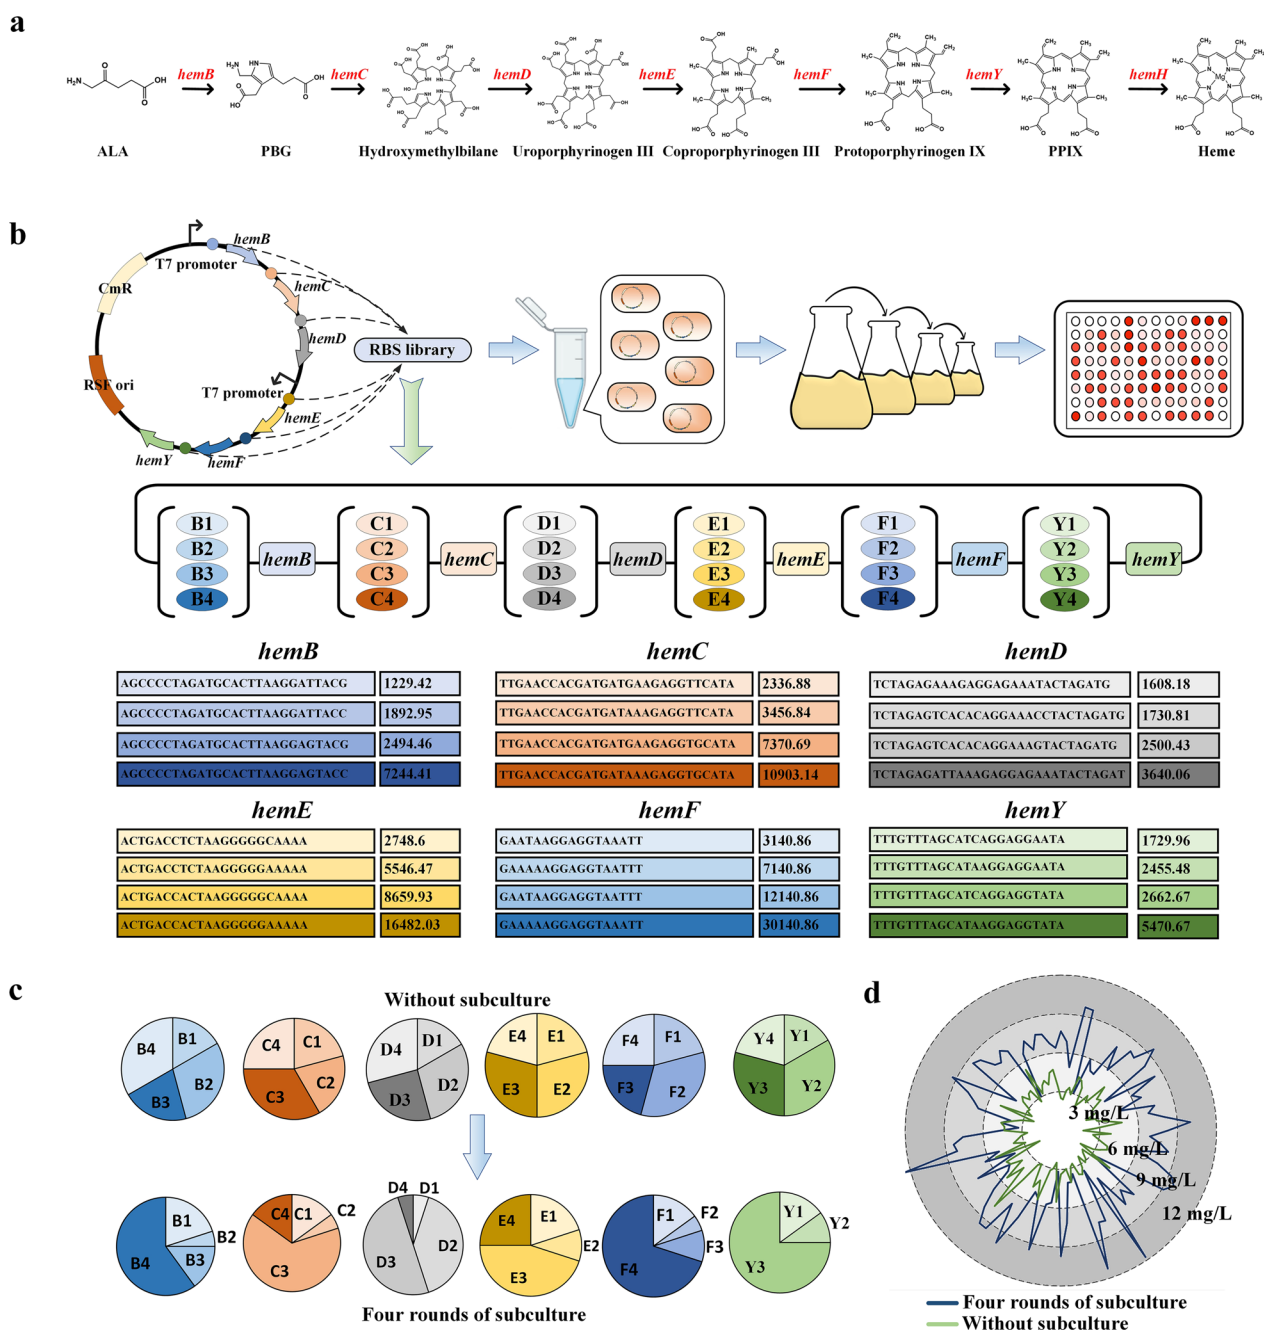 a
hemB hemC hemD hemE hemF hemY hemH
ALA PBG Hydroxymethylbilane Uroporphyrinogen III Coproporphyrinogen III Protoporphyrinogen IX PPIX Heme
b
T7 promoter
hemB
CmR
hemC
hemD
RBS library
RSF ori
T7 promoter
hemE
hemF
hemY
B1 C1 D1 E1 F1 Y1
B2 C2 D2 E2 F2 Y2
hemB hemC hemD hemE hemF hemY
B3 C3 D3 E3 F3 Y3
B4 C4 D4 E4 F4 Y4
hemB
AGCCCCTAGATGCACTTAAGGATTACG 1229.42
AGCCCCTAGATGCACTTAAGGATTACC 1892.95
AGCCCCTAGATGCACTTAAGGAGTACG 2494.46
AGCCCCTAGATGCACTTAAGGAGTACC 7244.41
hemC
TTGAACCACGATGATGAAGAGGTTCATA 2336.88
TTGAACCACGATGATAAAGAGGTTCATA 3456.84
TTGAACCACGATGATGAAGAGGTGCATA 7370.69
TTGAACCACGATGATAAAGAGGTGCATA 10903.14
hemD
TCTAGAGAAAGAGGAGAAATACTAGATG 1608.18
TCTAGAGTCACACAGGAAACCTACTAGATG 1730.81
TCTAGAGTCACACAGGAAAGTACTAGATG 2500.43
TCTAGAGATTAAAGAGGAGAAATACTAGAT 3640.06
hemE
ACTGACCTCTAAGGGGGCAAAA 2748.6
ACTGACCTCTAAGGGGGAAAAA 5546.47
ACTGACCACTAAGGGGGCAAAA 8659.93
ACTGACCACTAAGGGGGAAAAA 16482.03
hemF
GAATAAGGAGGTAAATT 3140.86
GAAAAAGGAGGTAATTT 7140.86
GAATAAGGAGGTAATTT 12140.86
GAAAAAGGAGGTAAATT 30140.86
hemY
TTTGTTTAGCATCAGGAGGAATA 1729.96
TTTGTTTAGCATAAGGAGGAATA 2455.48
TTTGTTTAGCATCAGGAGGTATA 2662.67
TTTGTTTAGCATAAGGAGGTATA 5470.67
c
Without subculture
B4 B1 B2 B3
C4 C1 C2 C3
D4 D1 D2 D3
E4 E1 E2 E3
F4 F1 F2 F3
Y4 Y1 Y2 Y3
B1 B2 B3 B4
C4 C1 C2 C3
D4 D1 D2 D3
E4 E1 E2 E3
F1 F2 F3 F4
Y1 Y2 Y3
Four rounds of subculture
d
3 mg/L
6 mg/L
9 mg/L
12 mg/L
Four rounds of subculture
Without subculture